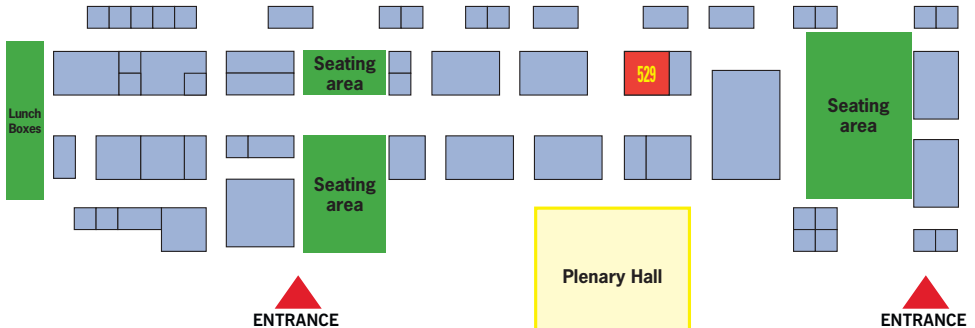 Seating
area
529
Lunch
Boxes
Seating
area
Seating
area
Plenary Hall
ENTRANCE
ENTRANCE